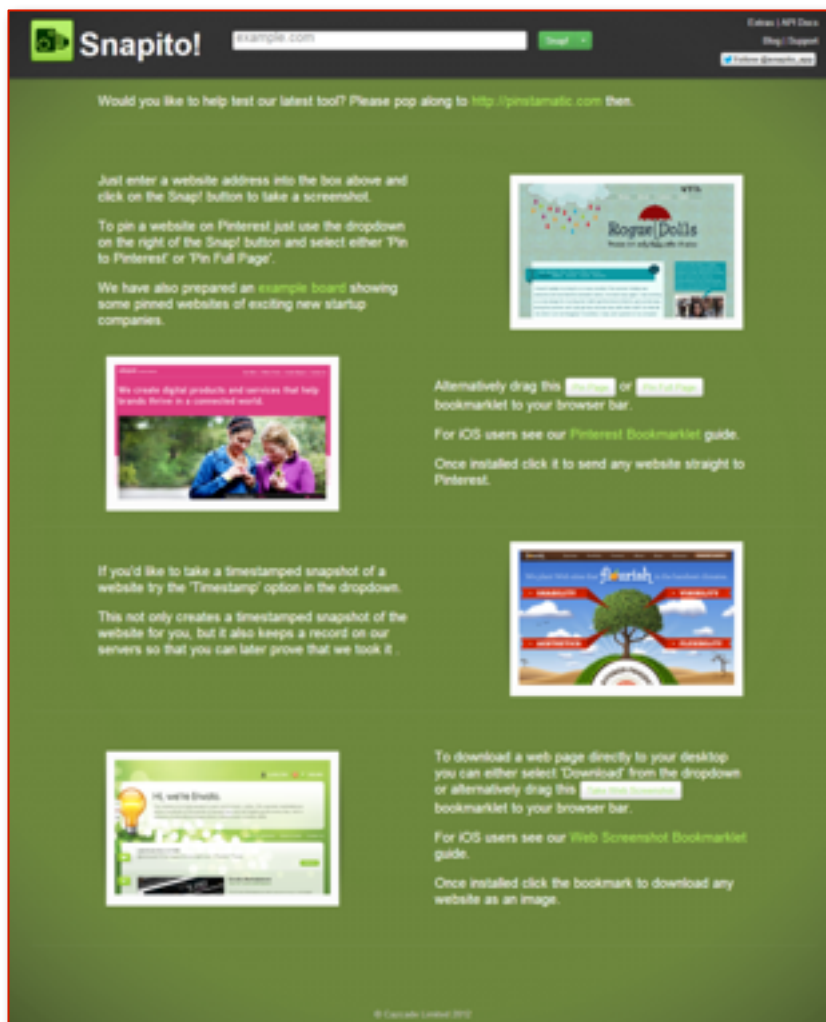 Snapito!
example.com
Snap!
Extras | API Docs
Blog | Support
Follow @snapito_app
Would you like to help test our latest tool? Please pop along to http://pinstamatic.com then.
Just enter a website address into the box above and
click on the Snap! button to take a screenshot.
To pin a website on Pinterest just use the dropdown
on the right of the Snap! button and select either 'Pin
to Pinterest' or 'Pin Full Page'.
We have also prepared an example board showing
some pinned websites of exciting new startup
companies.
Rogue Dolls
We create digital products and services that help
brands thrive in a connected world.
Alternatively drag this Pin Page or Pin Full Page
bookmarklet to your browser bar.
For iOS users see our Pinterest Bookmarklet guide.
Once installed click it to send any website straight to
Pinterest.
If you'd like to take a timestamped snapshot of a
website try the 'Timestamp' option in the dropdown.
This not only creates a timestamped snapshot of the
website for you, but it also keeps a record on our
servers so that you can later prove that we took it .
flourish
USABILITY
VISIBILITY
AESTHETICS
FLEXIBILITY
Hi, we're Envato.
To download a web page directly to your desktop
you can either select 'Download' from the dropdown
or alternatively drag this Take Web Screenshot
bookmarklet to your browser bar.
For iOS users see our Web Screenshot Bookmarklet
guide.
Once installed click the bookmark to download any
website as an image.
© Cascade Limited 2012